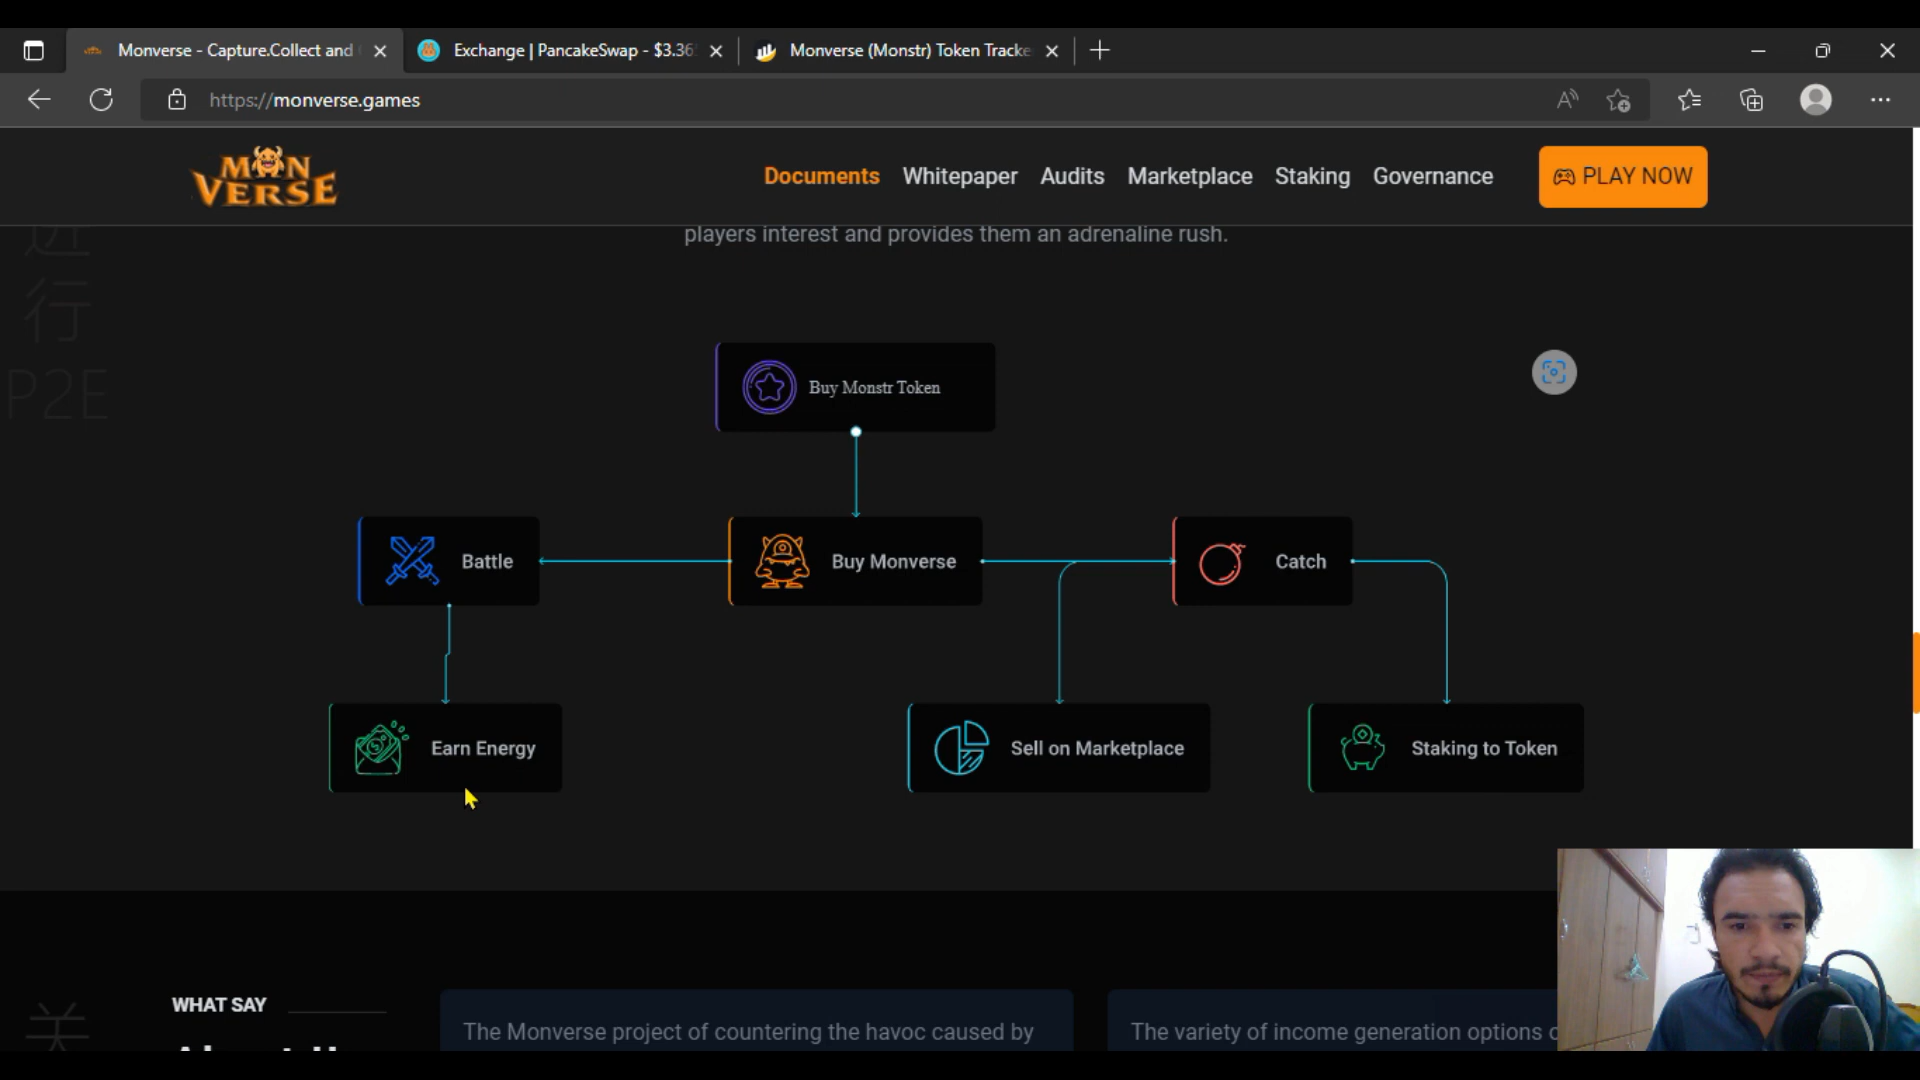 Monverse - Capture.Collect and
Exchange | PancakeSwap - $3.36
Monverse (Monstr) Token Tracke
https://monverse.games
MONVERSE
Documents
Whitepaper
Audits
Marketplace
Staking
Governance
PLAY NOW
进
行
P2E
players interest and provides them an adrenaline rush.
Buy Monstr Token
Battle
Buy Monverse
Catch
Earn Energy
Sell on Marketplace
Staking to Token
关
WHAT SAY
The Monverse project of countering the havoc caused by
The variety of income generation options